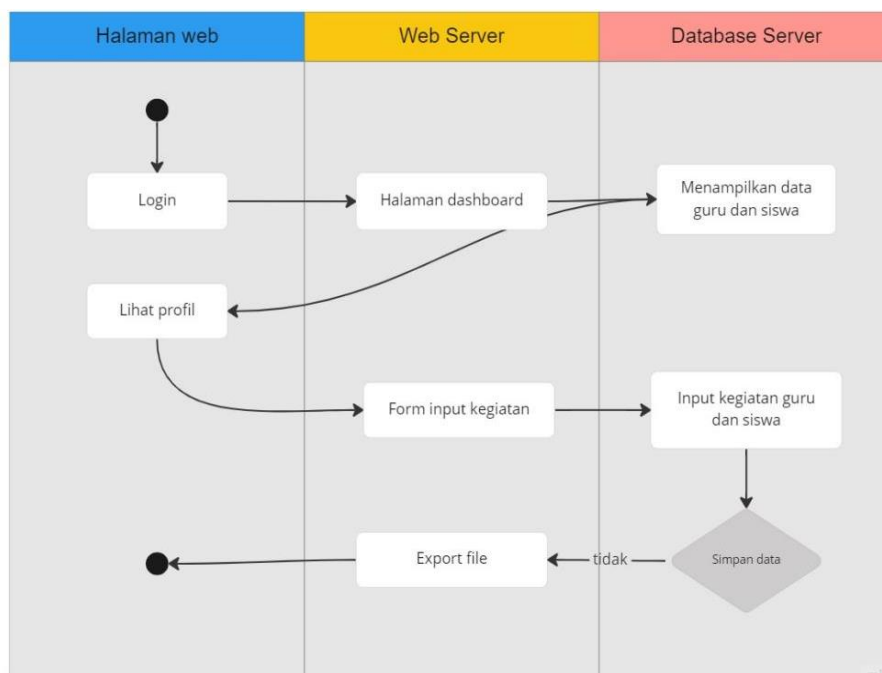 Halaman web
Web Server
Database Server
Login
Halaman dashboard
Menampilkan data
guru dan siswa
Lihat profil
Form input kegiatan
Input kegiatan guru
dan siswa
Export file
tidak
Simpan data